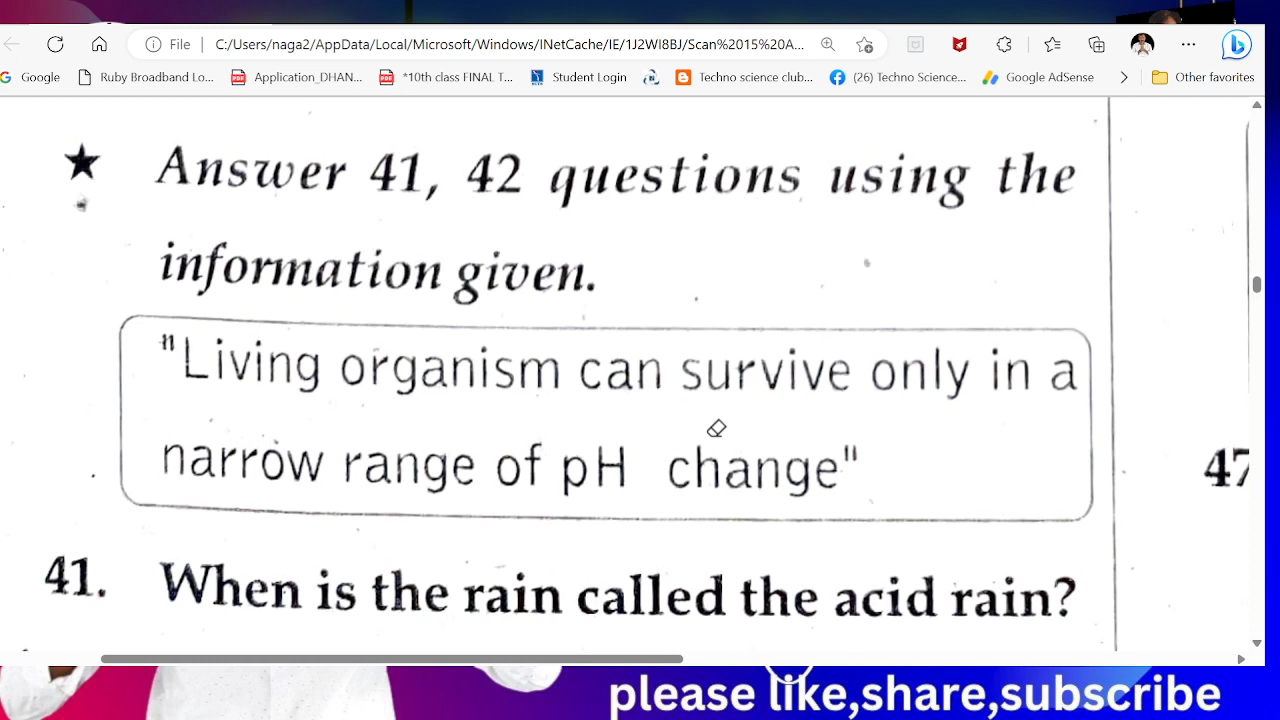 File C:/Users/naga2/AppData/Local/Microsoft/Windows/NetCache/IE/1J2WI8BJ/Scan%2015%20A...
Google Ruby Broadband Lo... Application_DHAN... *10th class FINAL T... Student Login Techno science club... (26) Techno Science... Google AdSense Other favorites
★ Answer 41, 42 questions using the
information given.
"Living organism can survive only in a
narrow range of pH change"
47
41. When is the rain called the acid rain?
please like,share,subscribe